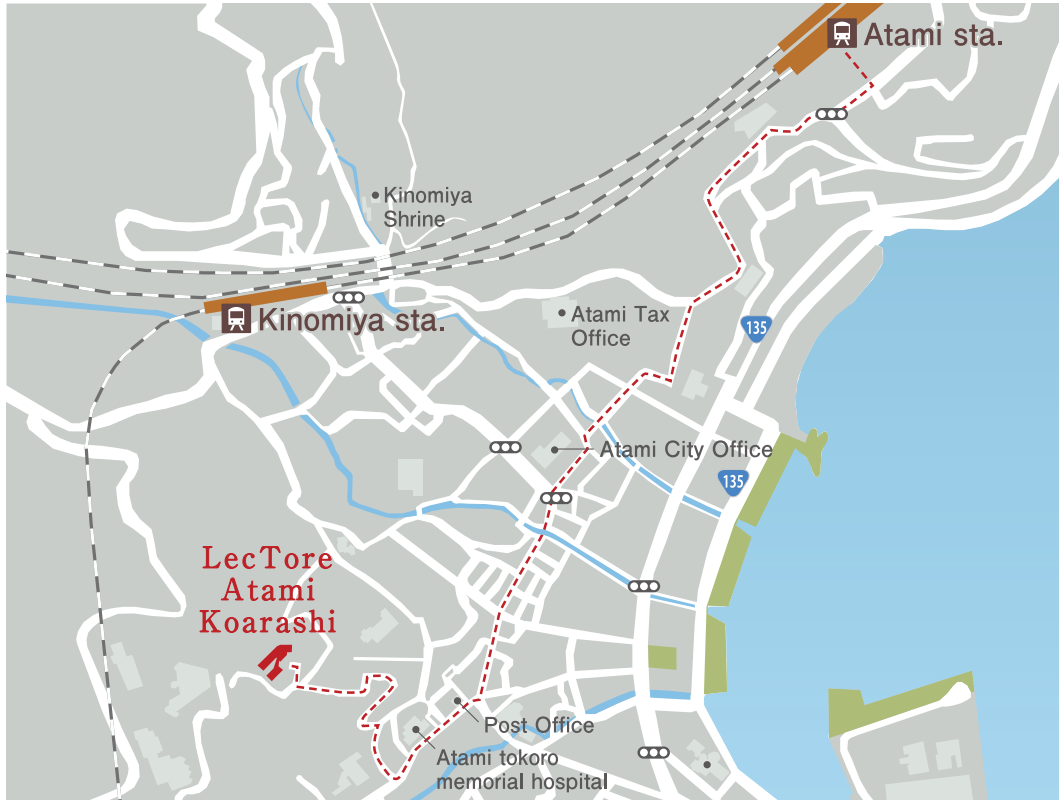 Atami sta.
Kinomiya
Shrine
Kinomiya sta.
Atami Tax
Office
135
Atami City Office
135
LecTore
Atami
Koarashi
Post Office
Atami tokoro
memorial hospital